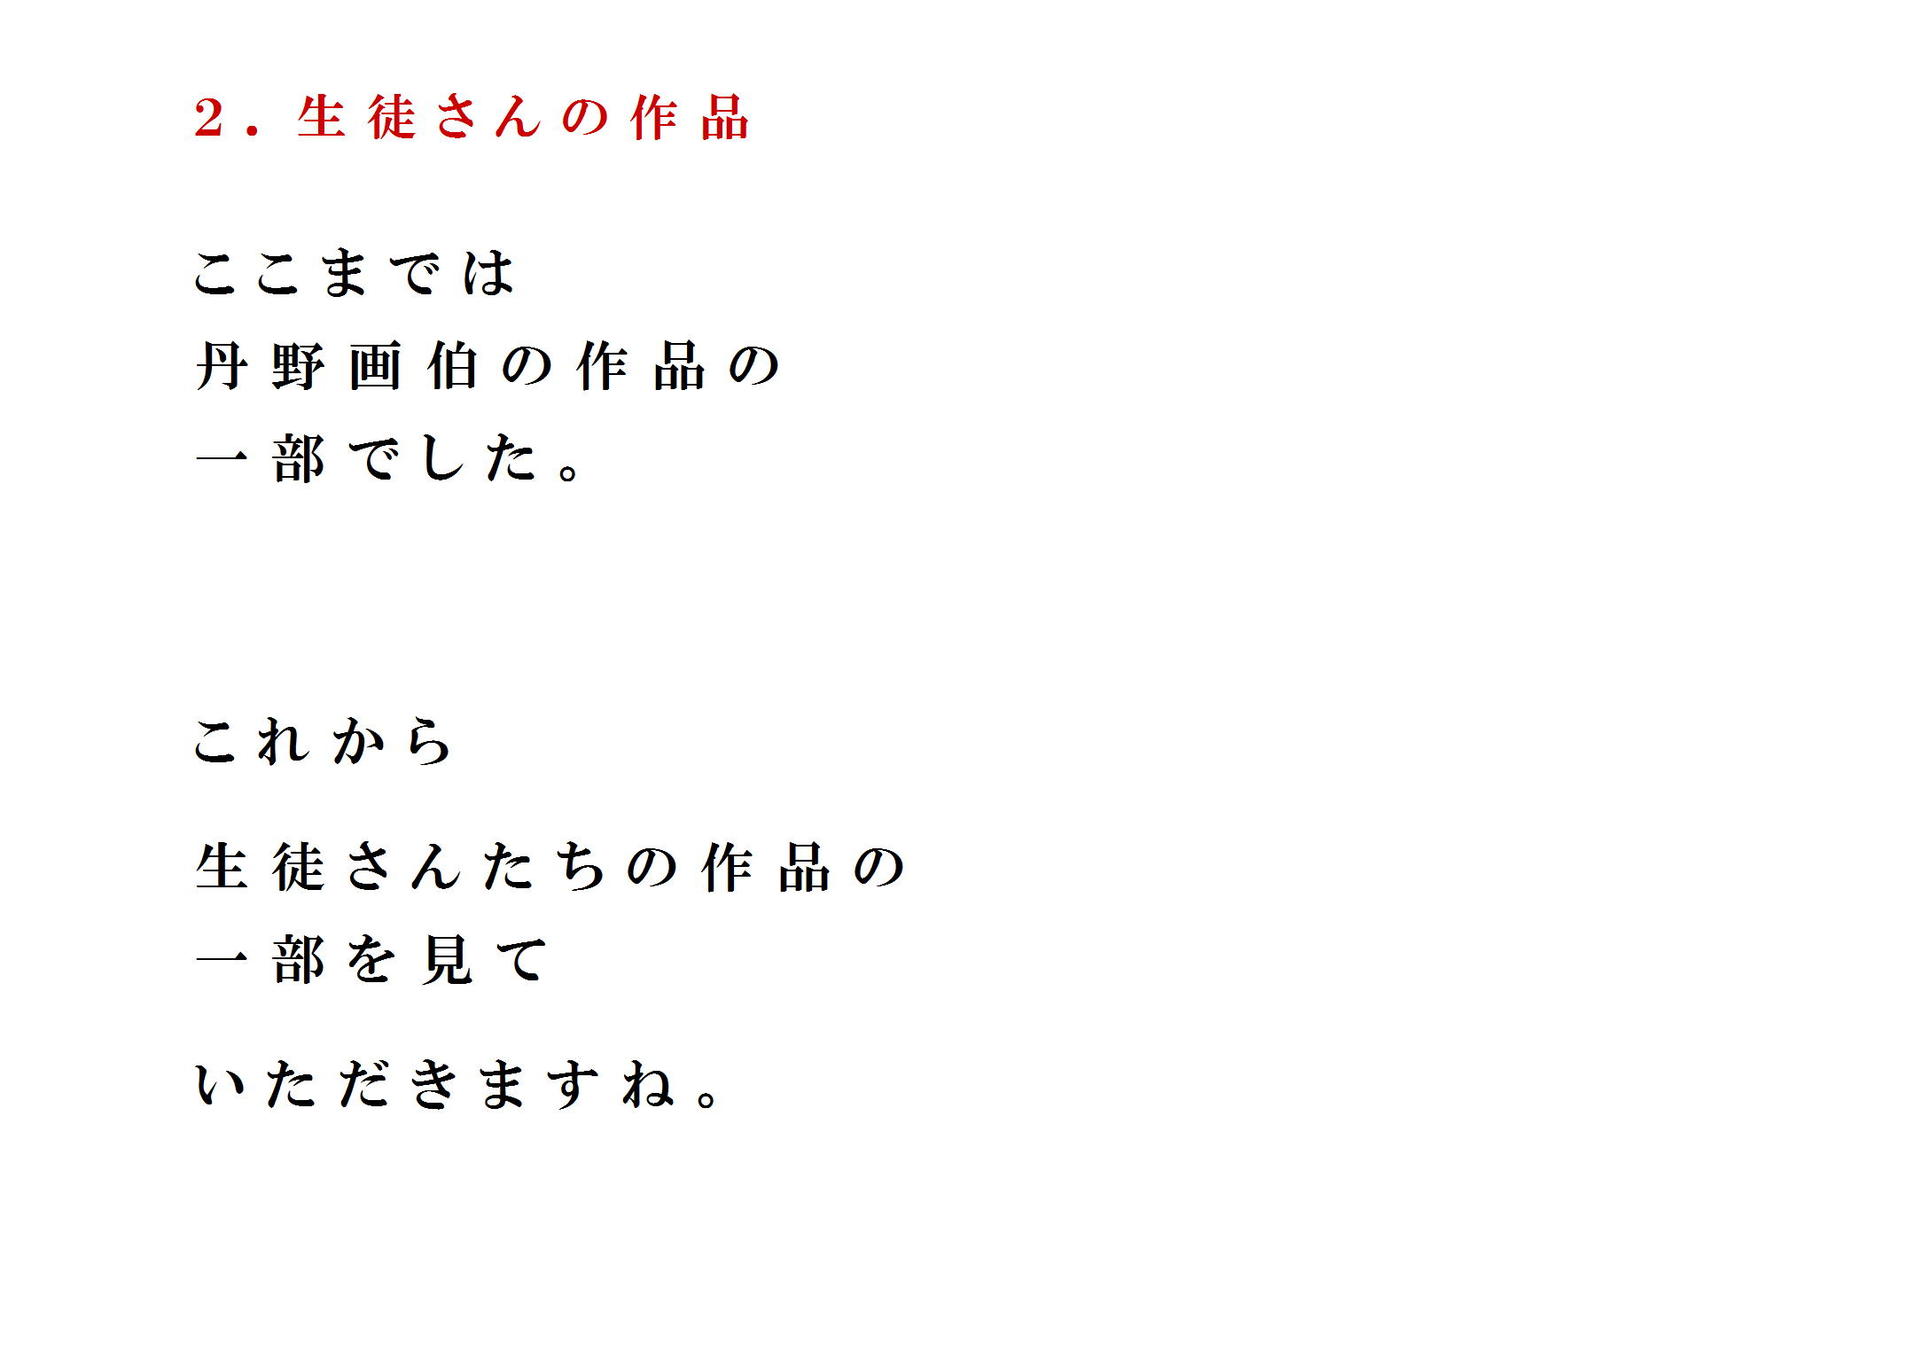 2．生徒さんの作品
ここまでは
丹野画伯の作品の
一部でした。
これから
生徒さんたちの作品の
一部を見て
いただきますね。